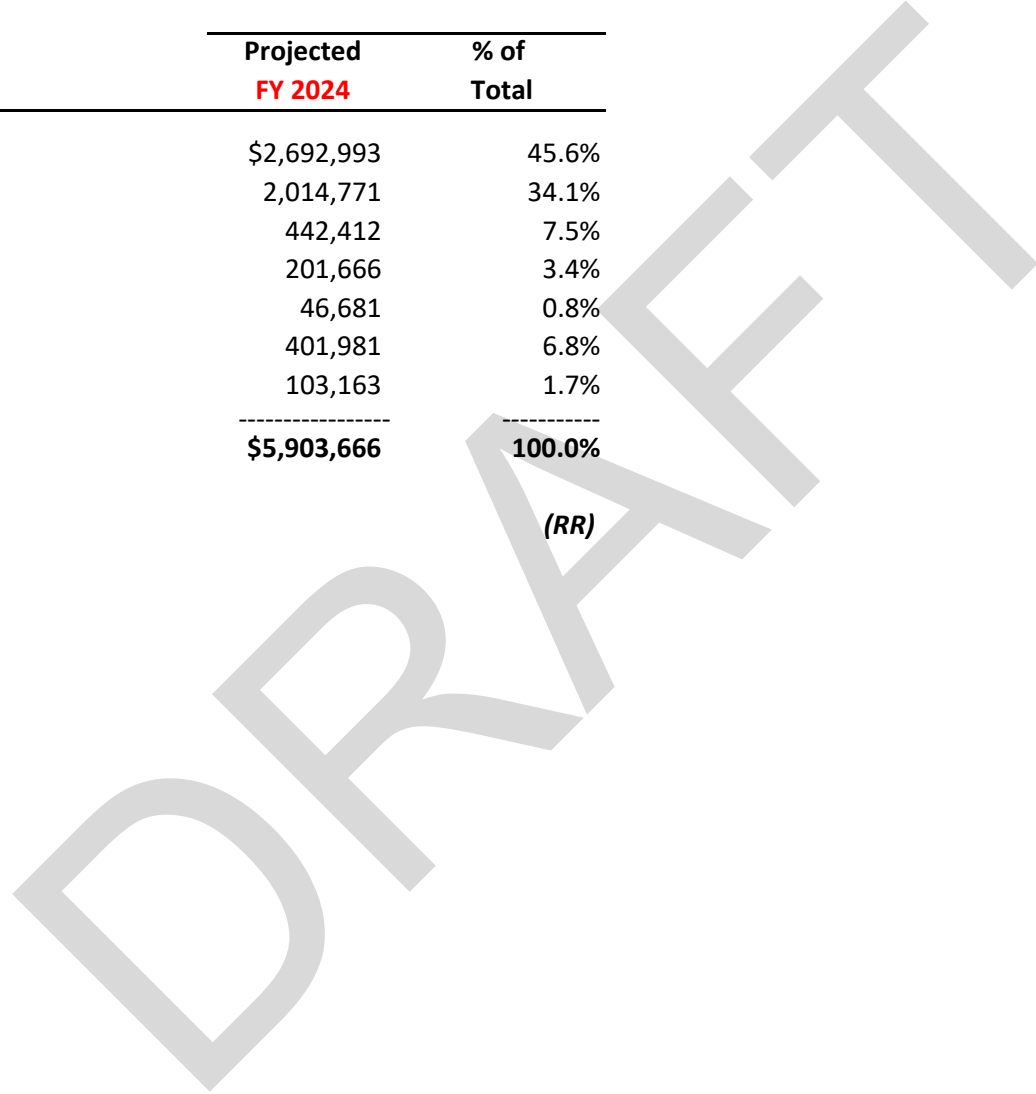 Projected % of
FY 2024 Total
$2,692,993 45.6%
2,014,771 34.1%
442,412 7.5%
201,666 3.4%
46,681 0.8%
401,981 6.8%
103,163 1.7%
----------------- -----------
$5,903,666 100.0%
(RR)
DRAFT